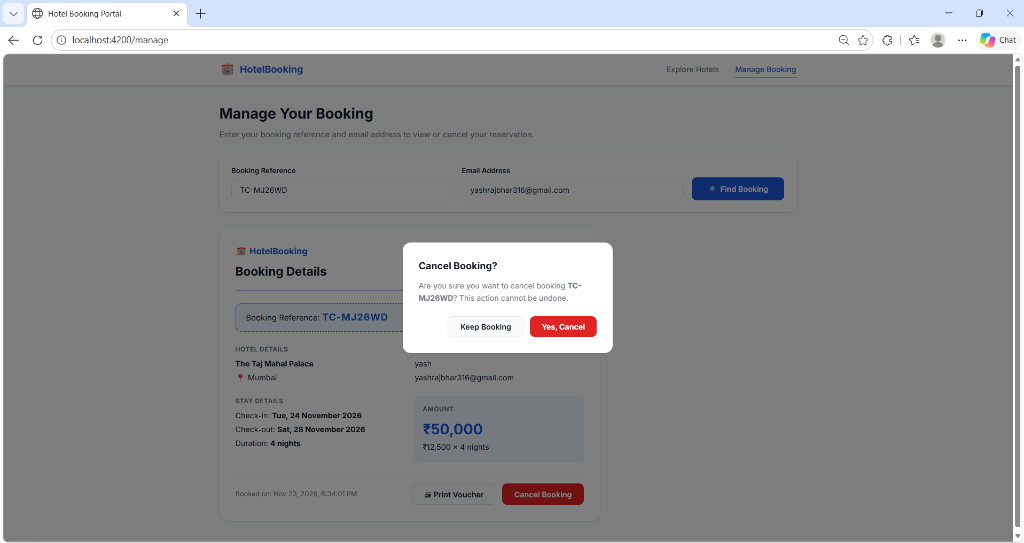 Hotel Booking Portal
localhost:4200/manage
Chat
HotelBooking
Explore Hotels
Manage Booking
Manage Your Booking
Enter your booking reference and email address to view or cancel your reservation.
Booking Reference
Email Address
TC-MJ26WD
yashrajbhar316@gmail.com
Find Booking
HotelBooking
Booking Details
Booking Reference: TC-MJ26WD
Cancel Booking?
Are you sure you want to cancel booking TC-
MJ26WD? This action cannot be undone.
Keep Booking
Yes, Cancel
HOTEL DETAILS
The Taj Mahal Palace
Mumbai
yash
yashrajbhar316@gmail.com
STAY DETAILS
Check-in: Tue, 24 November 2026
Check-out: Sat, 28 November 2026
Duration: 4 nights
AMOUNT
₹50,000
₹12,500 × 4 nights
Booked on: Nov 23, 2026, 8:34:01 PM
Print Voucher
Cancel Booking